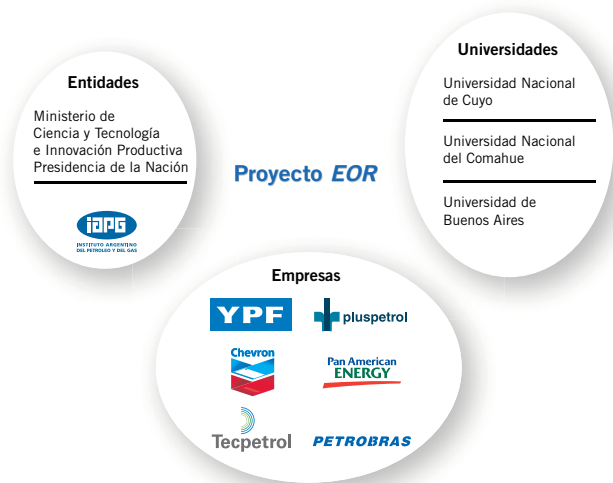 Entidades
Ministerio de
Ciencia y Tecnología
e Innovación Productiva
Presidencia de la Nación
iAPG
INSTITUTO ARGENTINO
DEL PETROLEO Y DEL GAS
Proyecto EOR
Universidades
Universidad Nacional
de Cuyo
Universidad Nacional
del Comahue
Universidad de
Buenos Aires
Empresas
YPF
pluspetrol
Chevron
Pan American
ENERGY
Tecpetrol
PETROBRAS